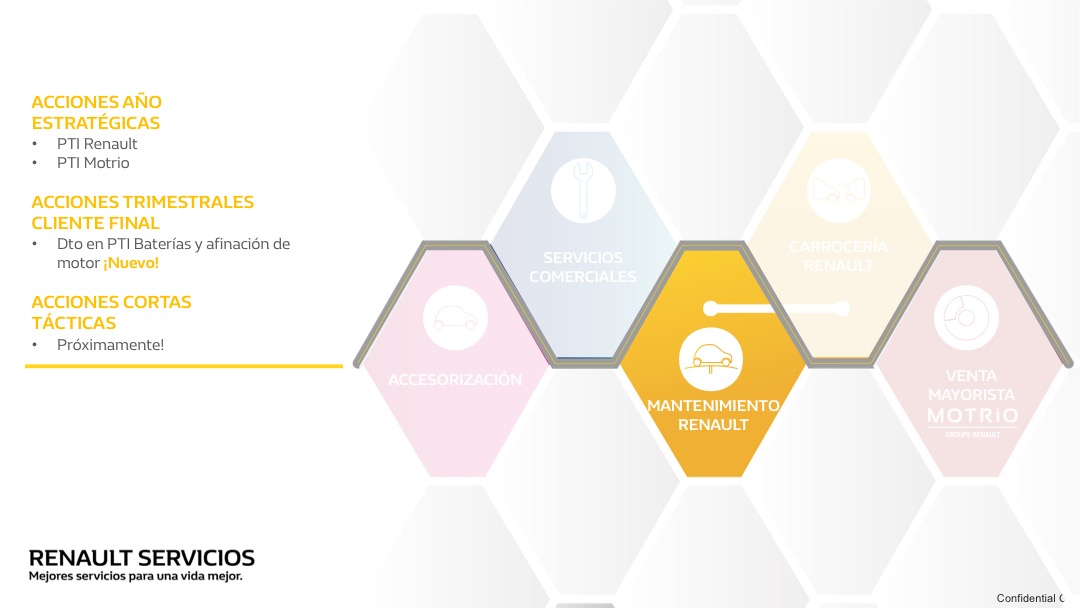 ACCIONES AÑO
ESTRATÉGICAS
• PTI Renault
• PTI Motrio
ACCIONES TRIMESTRALES
CLIENTE FINAL
• Dto en PTI Baterías y afinación de
motor ¡Nuevo!
ACCIONES CORTAS
TÁCTICAS
• Próximamente!
SERVICIOS
COMERCIALES
CARROCERÍA
RENAULT
ACCESORIZACIÓN
MANTENIMIENTO
RENAULT
VENTA
MAYORISTA
MOTRiO
GROUPE RENAULT
RENAULT SERVICIOS
Mejores servicios para una vida mejor.
Confidential